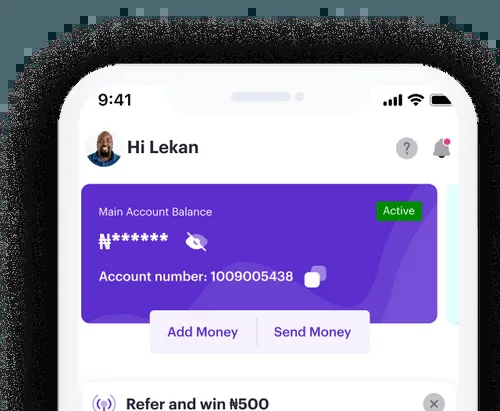 9:41
Hi Lekan
?
Main Account Balance
Active
₦******
Account number: 1009005438
Add Money
Send Money
Refer and win ₦500